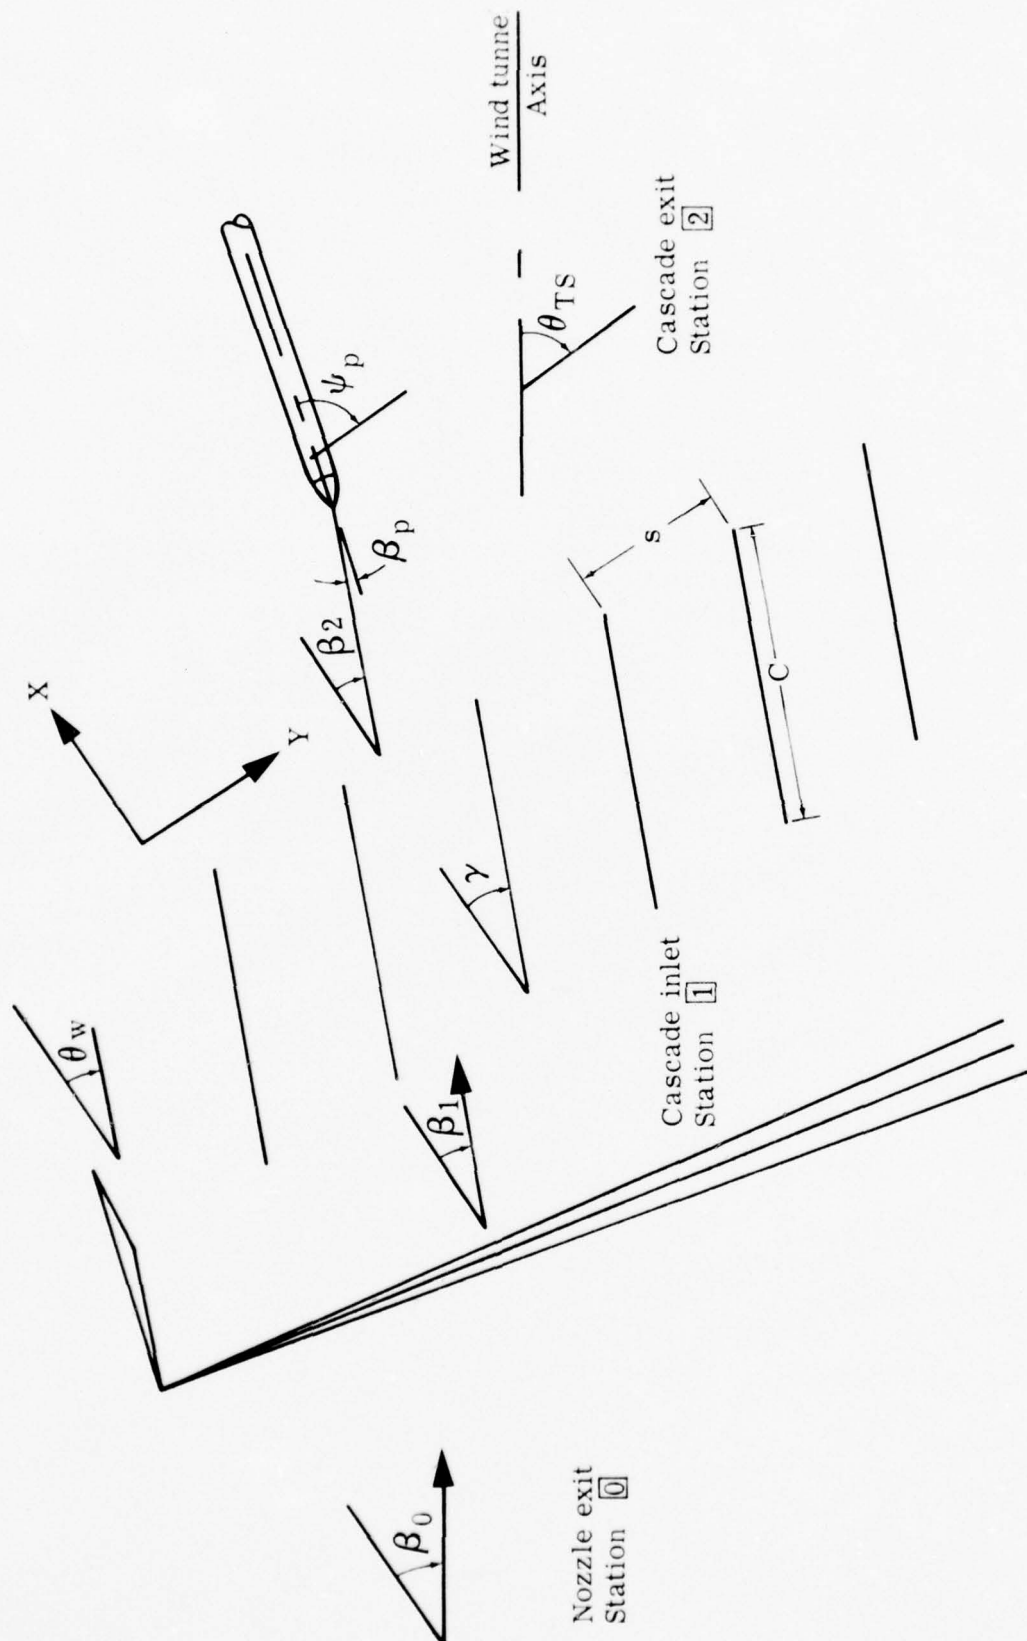 X
Y
θw
β1
γ
β2
βp
ψp
θTS
s
C
β0
Nozzle exit
Station 0
Cascade inlet
Station 1
Cascade exit
Station 2
Wind tunne
Axis